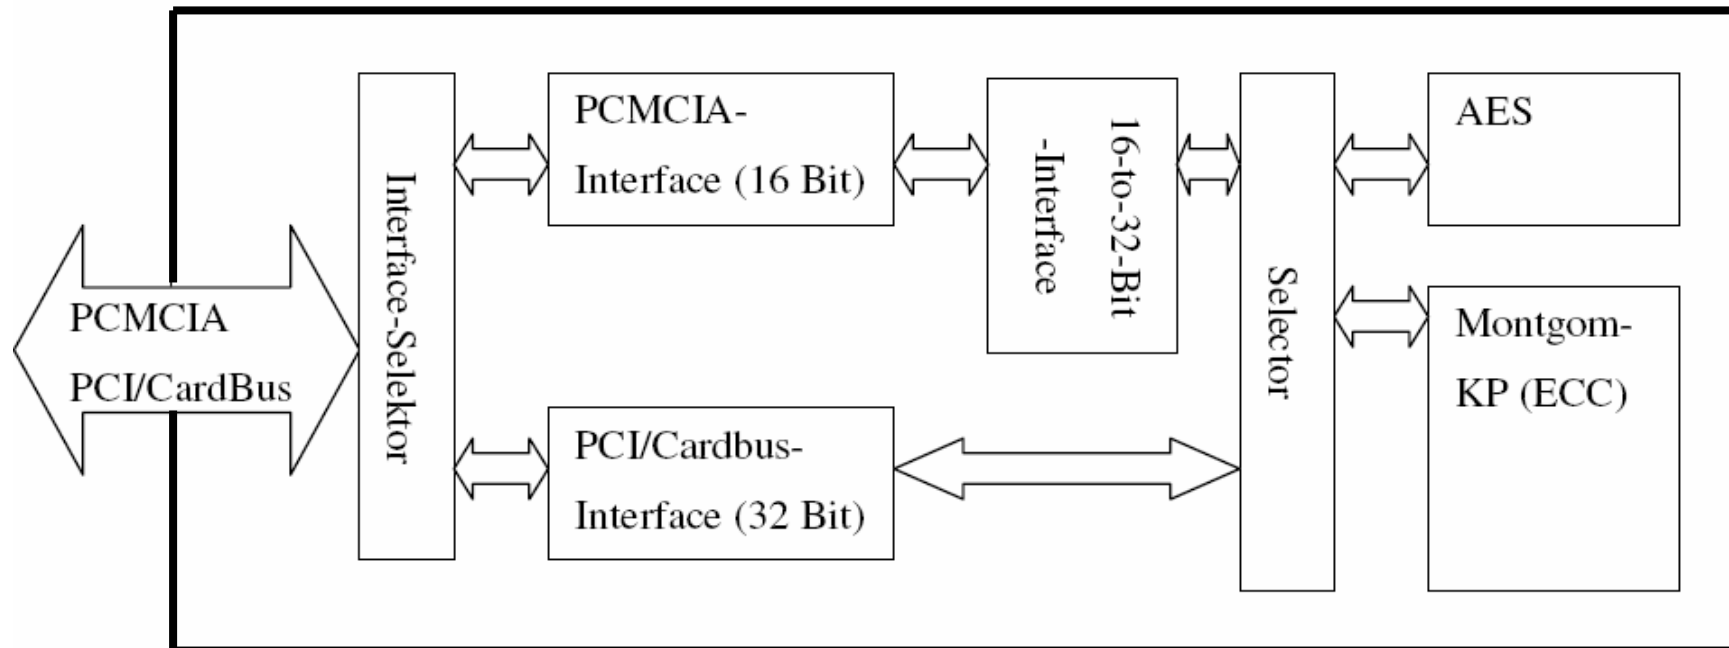 PCMCIA
PCI/CardBus
Interface-Selektor
PCMCIA-
Interface (16 Bit)
PCI/Cardbus-
Interface (32 Bit)
16-to-32-Bit
-Interface
Selector
AES
Montgom-
KP (ECC)